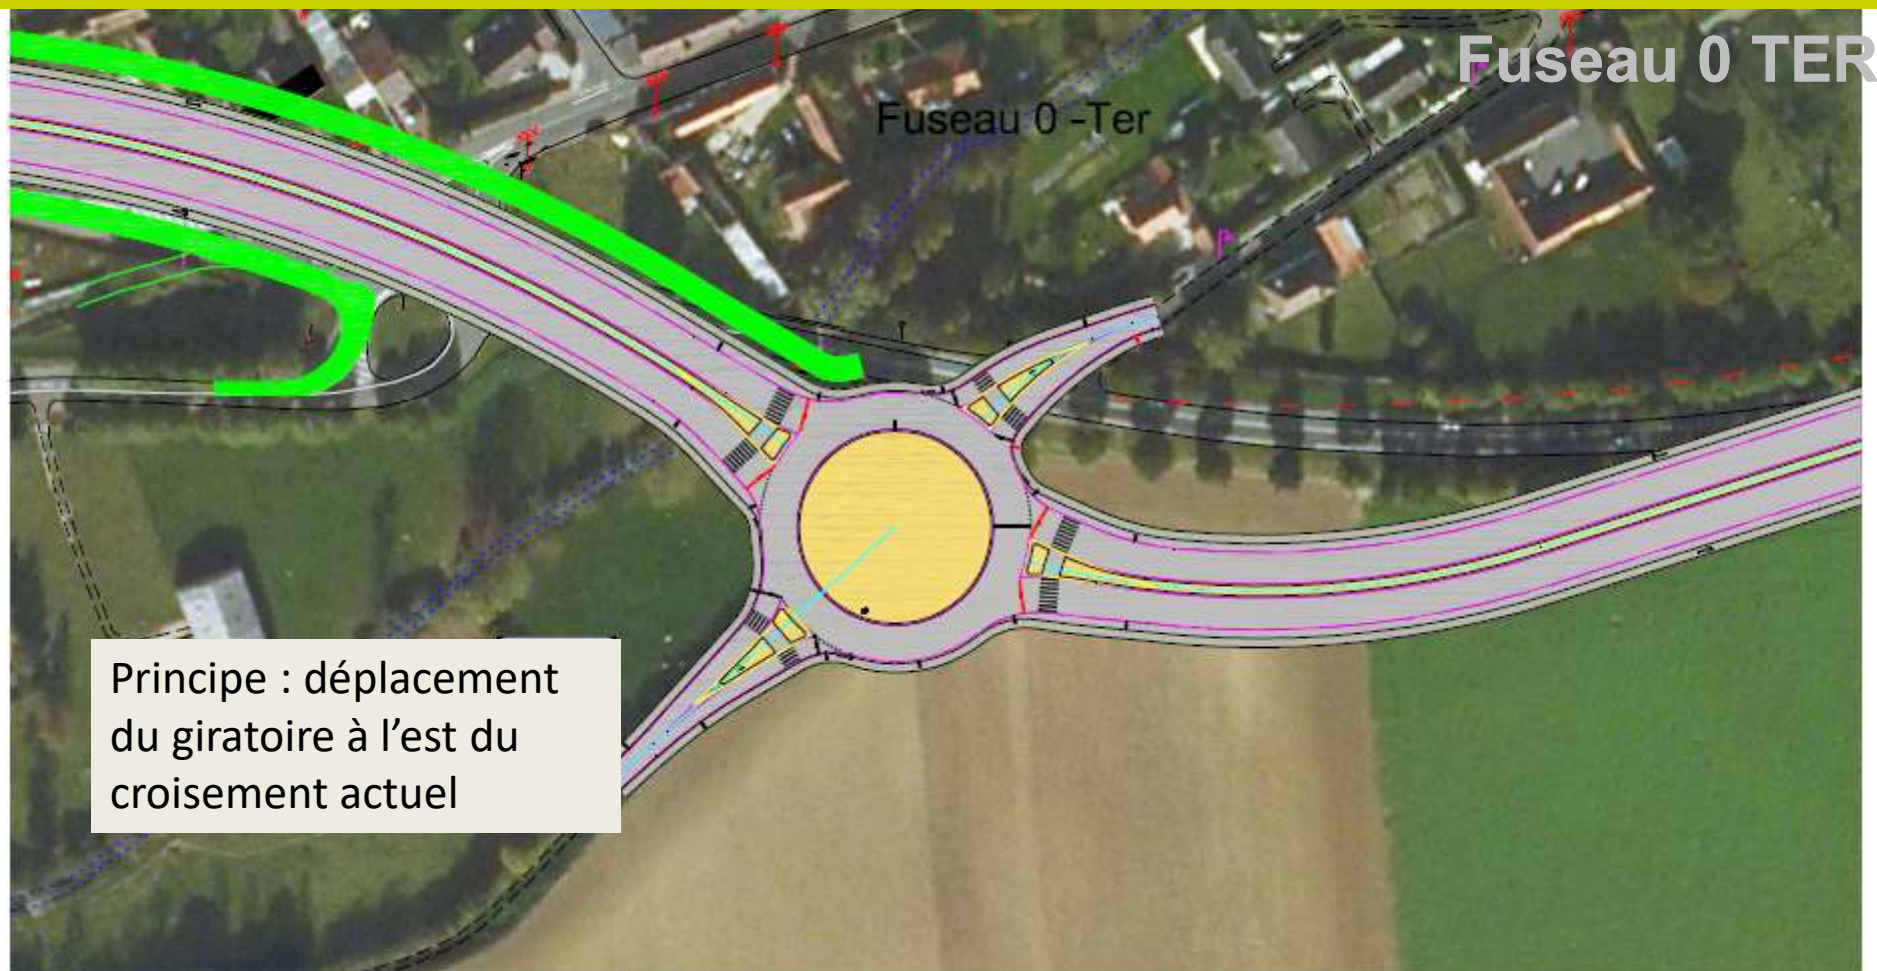 Fuseau 0 TER
Fuseau 0 -Ter
Principe : déplacement
du giratoire à l’est du
croisement actuel